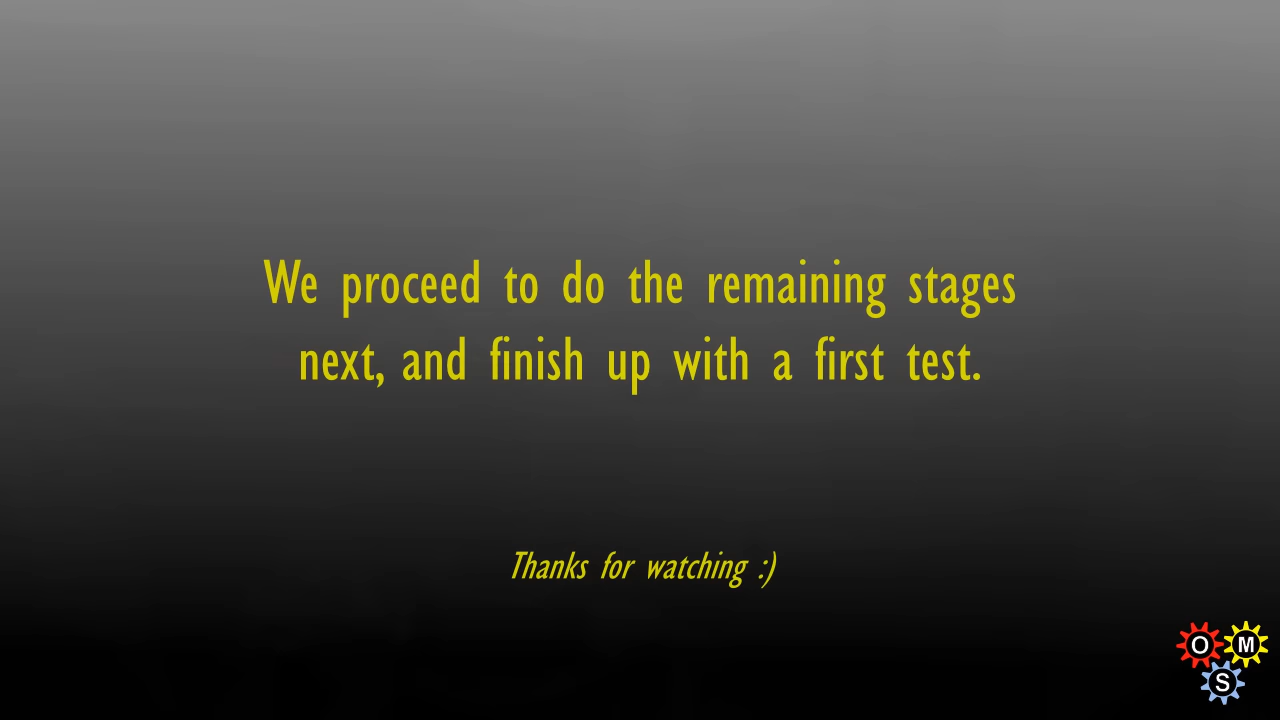 We proceed to do the remaining stages
next, and finish up with a first test.
Thanks for watching :)
O M
S